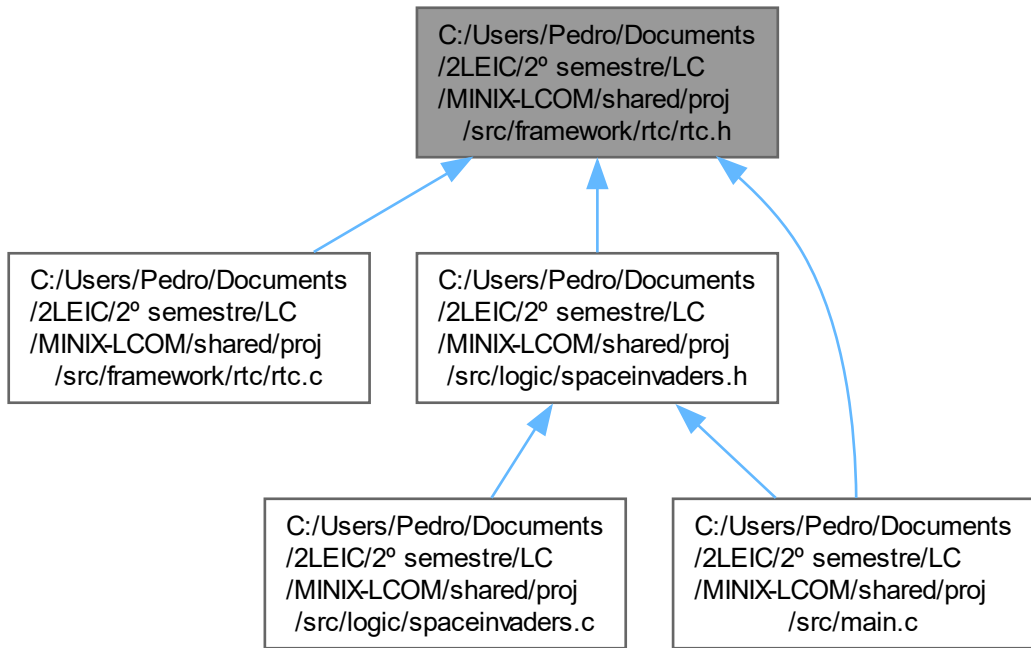 C:/Users/Pedro/Documents
/2LEIC/2º semestre/LC
/MINIX-LCOM/shared/proj
/src/framework/rtc/rtc.h
C:/Users/Pedro/Documents
/2LEIC/2º semestre/LC
/MINIX-LCOM/shared/proj
/src/framework/rtc/rtc.c
C:/Users/Pedro/Documents
/2LEIC/2º semestre/LC
/MINIX-LCOM/shared/proj
/src/logic/spaceinvaders.h
C:/Users/Pedro/Documents
/2LEIC/2º semestre/LC
/MINIX-LCOM/shared/proj
/src/logic/spaceinvaders.c
C:/Users/Pedro/Documents
/2LEIC/2º semestre/LC
/MINIX-LCOM/shared/proj
/src/main.c